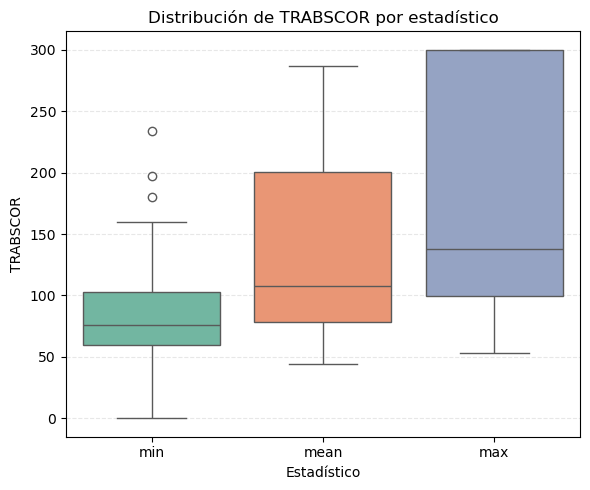 Distribución de TRABSCOR por estadístico
300
250
200
150
100
50
0
TRABSCOR
min
mean
max
Estadístico